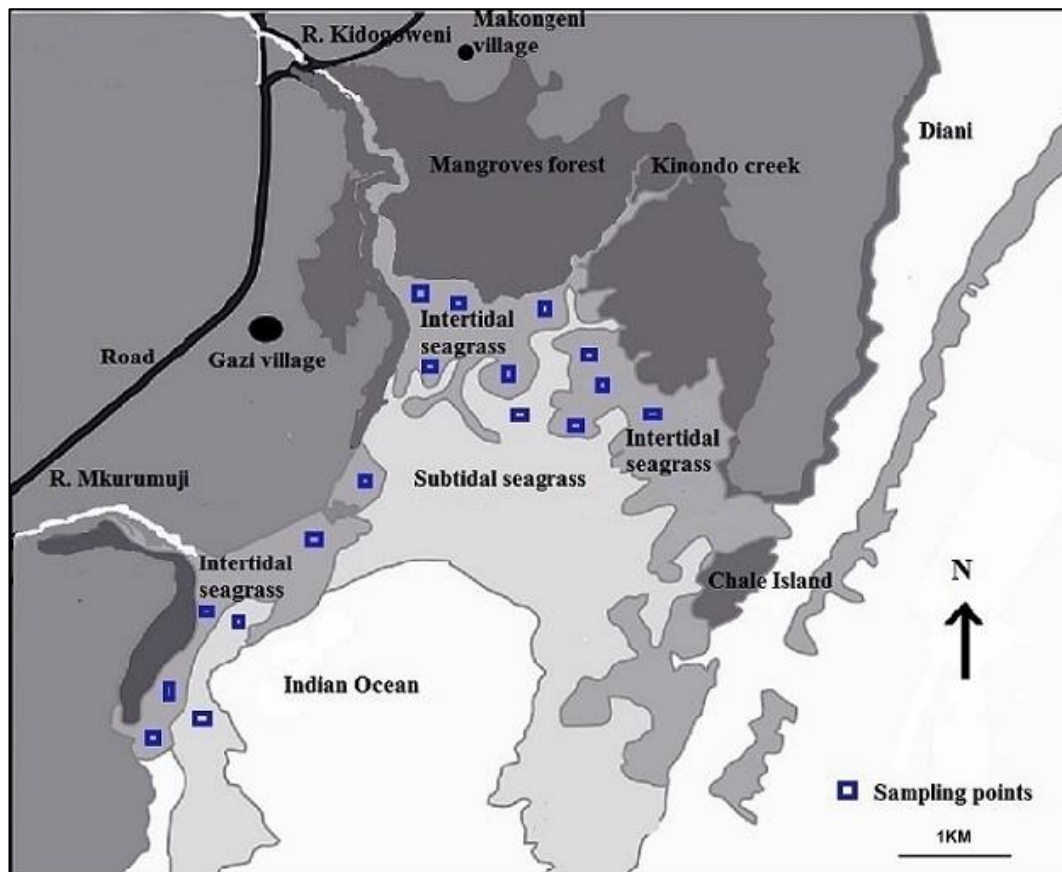 Makongeni
village
R. Kidogoweni
Diani
Mangroves forest
Kinondo creek
Intertidal
seagrass
Road
Gazi village
Intertidal
seagrass
R. Mkurumuji
Subtidal seagrass
Intertidal
seagrass
Chale Island
N
Indian Ocean
Sampling points
1KM